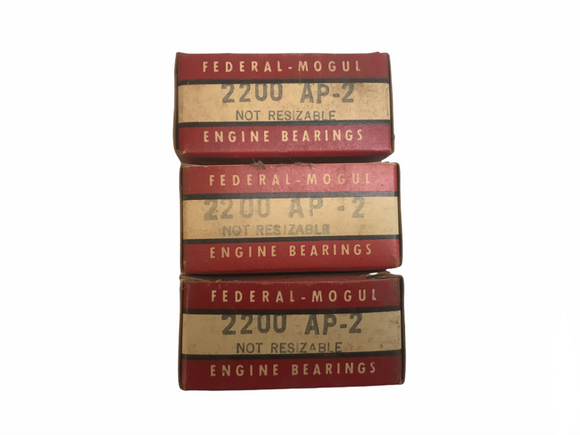 FEDERAL-MOGUL
2200 AP-2
NOT RESIZABLE
ENGINE BEARINGS
FEDERAL-MOGUL
2200 AP-2
NOT RESIZABLE
ENGINE BEARINGS
FEDERAL-MOGUL
2200 AP-2
NOT RESIZABLE
ENGINE BEARINGS